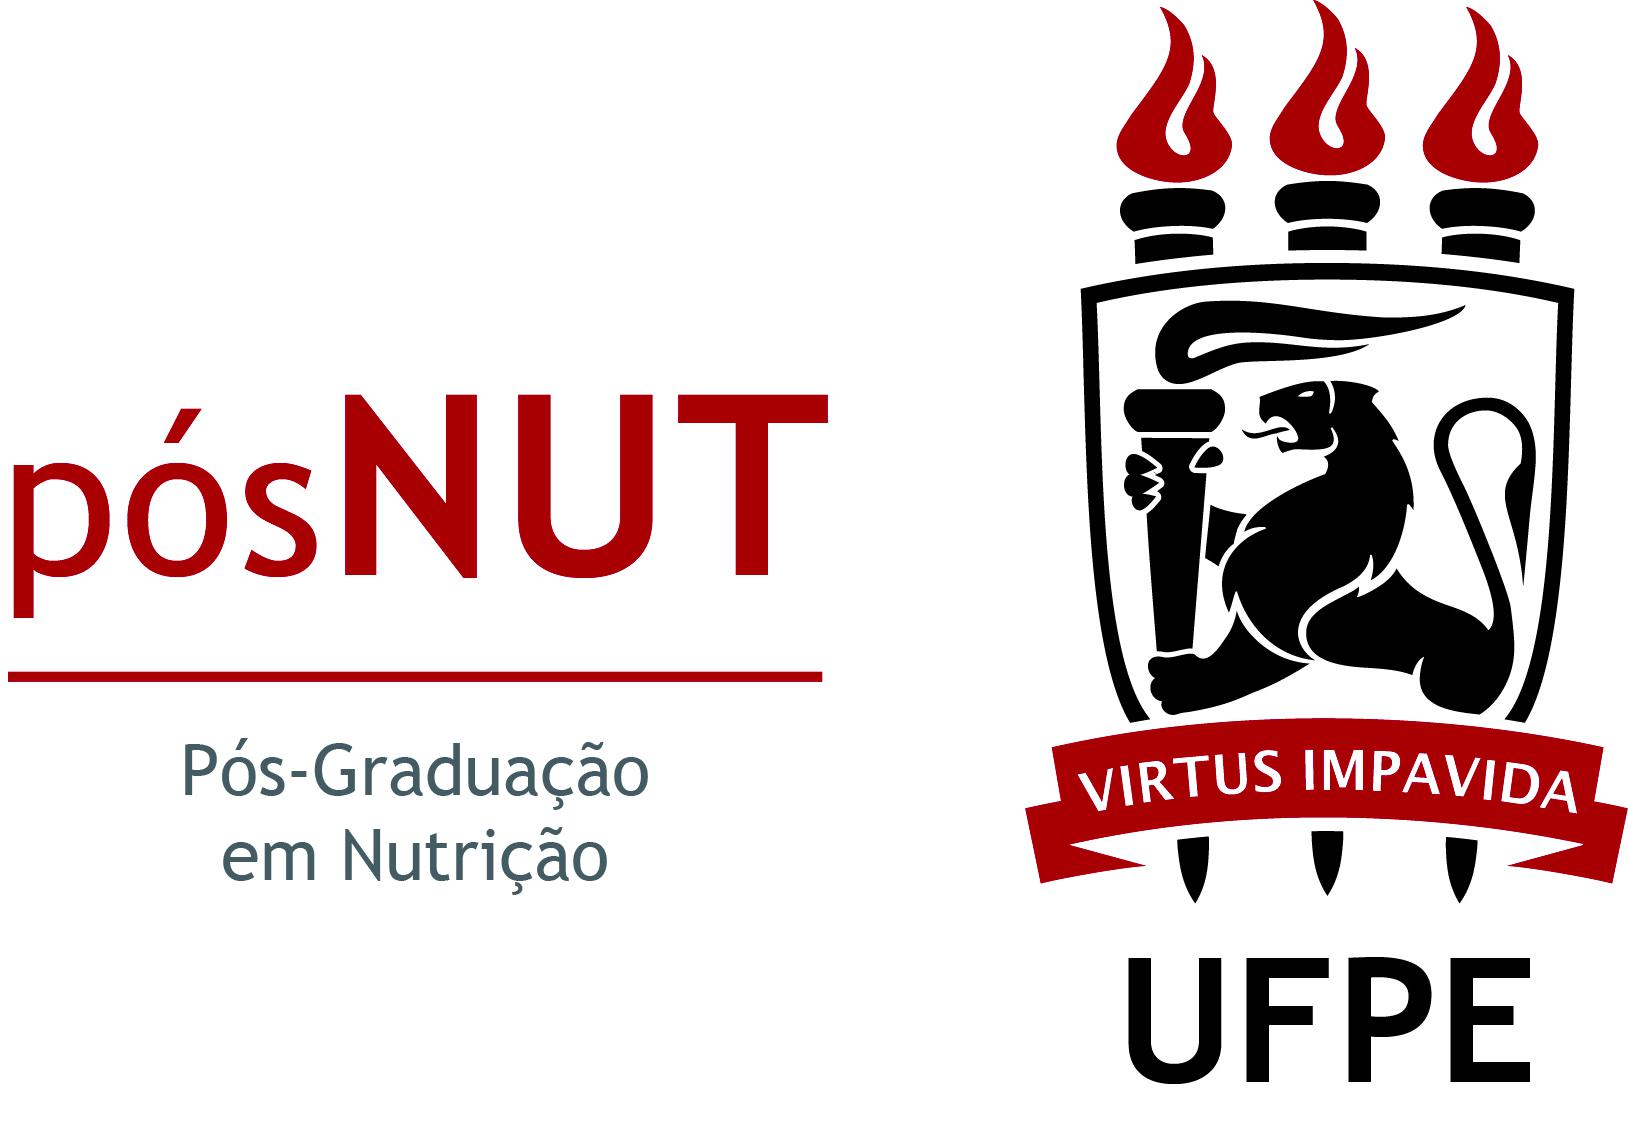 pósNUT
Pós-Graduação
em Nutrição
VIRTUS IMPAVIDA
UFPE